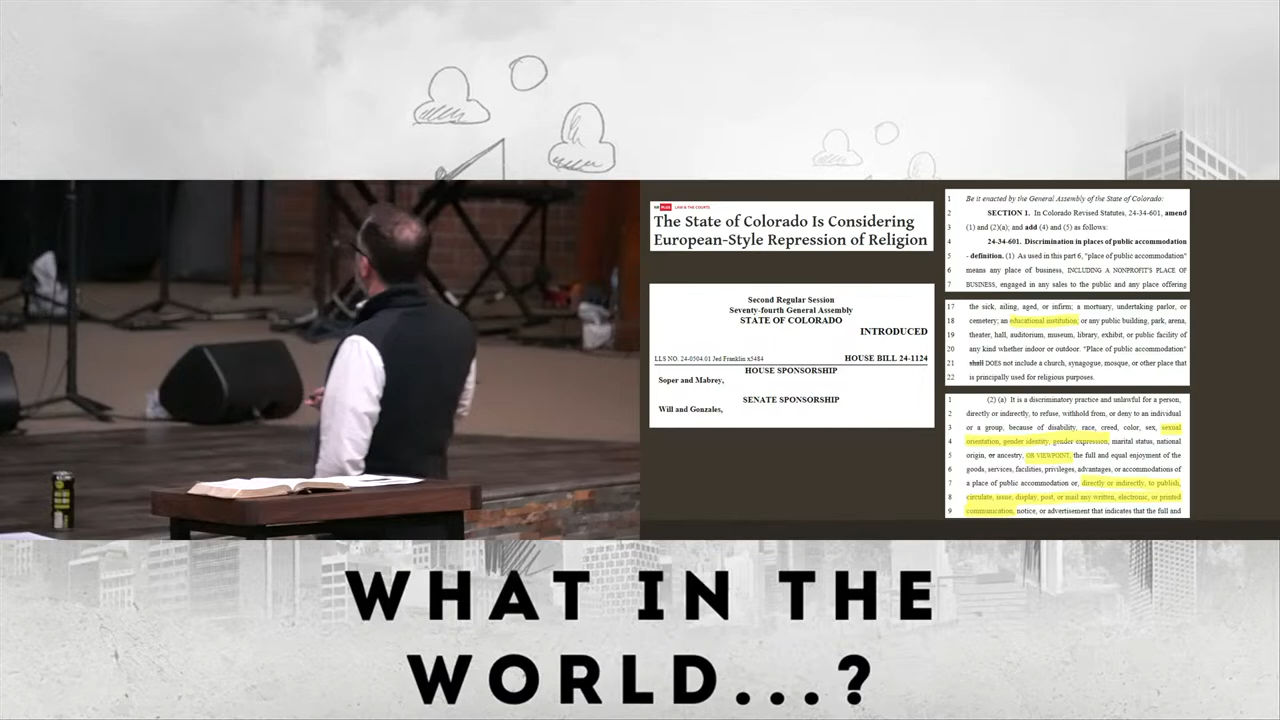 NR PLUS LAW & THE COURTS
The State of Colorado Is Considering
European-Style Repression of Religion
Second Regular Session
Seventy-fourth General Assembly
STATE OF COLORADO
INTRODUCED
LLS NO. 24-0504.01 Jed Franklin x5484 HOUSE BILL 24-1124
HOUSE SPONSORSHIP
Soper and Mabrey,
SENATE SPONSORSHIP
Will and Gonzales,
1 Be it enacted by the General Assembly of the State of Colorado:
2 SECTION 1. In Colorado Revised Statutes, 24-34-601, amend
3 (1) and (2)(a); and add (4) and (5) as follows:
4 24-34-601. Discrimination in places of public accommodation
5 - definition. (1) As used in this part 6, "place of public accommodation"
6 means any place of business, INCLUDING A NONPROFIT'S PLACE OF
7 BUSINESS, engaged in any sales to the public and any place offering
17 the sick, ailing, aged, or infirm; a mortuary, undertaking parlor, or
18 cemetery; an educational institution; or any public building, park, arena,
19 theater, hall, auditorium, museum, library, exhibit, or public facility of
20 any kind whether indoor or outdoor. "Place of public accommodation"
21 shall DOES not include a church, synagogue, mosque, or other place that
22 is principally used for religious purposes.
1 (2) (a) It is a discriminatory practice and unlawful for a person,
2 directly or indirectly, to refuse, withhold from, or deny to an individual
3 or a group, because of disability, race, creed, color, sex, sexual
4 orientation, gender identity, gender expression, marital status, national
5 origin, or ancestry, OR VIEWPOINT, the full and equal enjoyment of the
6 goods, services, facilities, privileges, advantages, or accommodations of
7 a place of public accommodation or, directly or indirectly, to publish,
8 circulate, issue, display, post, or mail any written, electronic, or printed
9 communication, notice, or advertisement that indicates that the full and
WHAT IN THE
WORLD...?